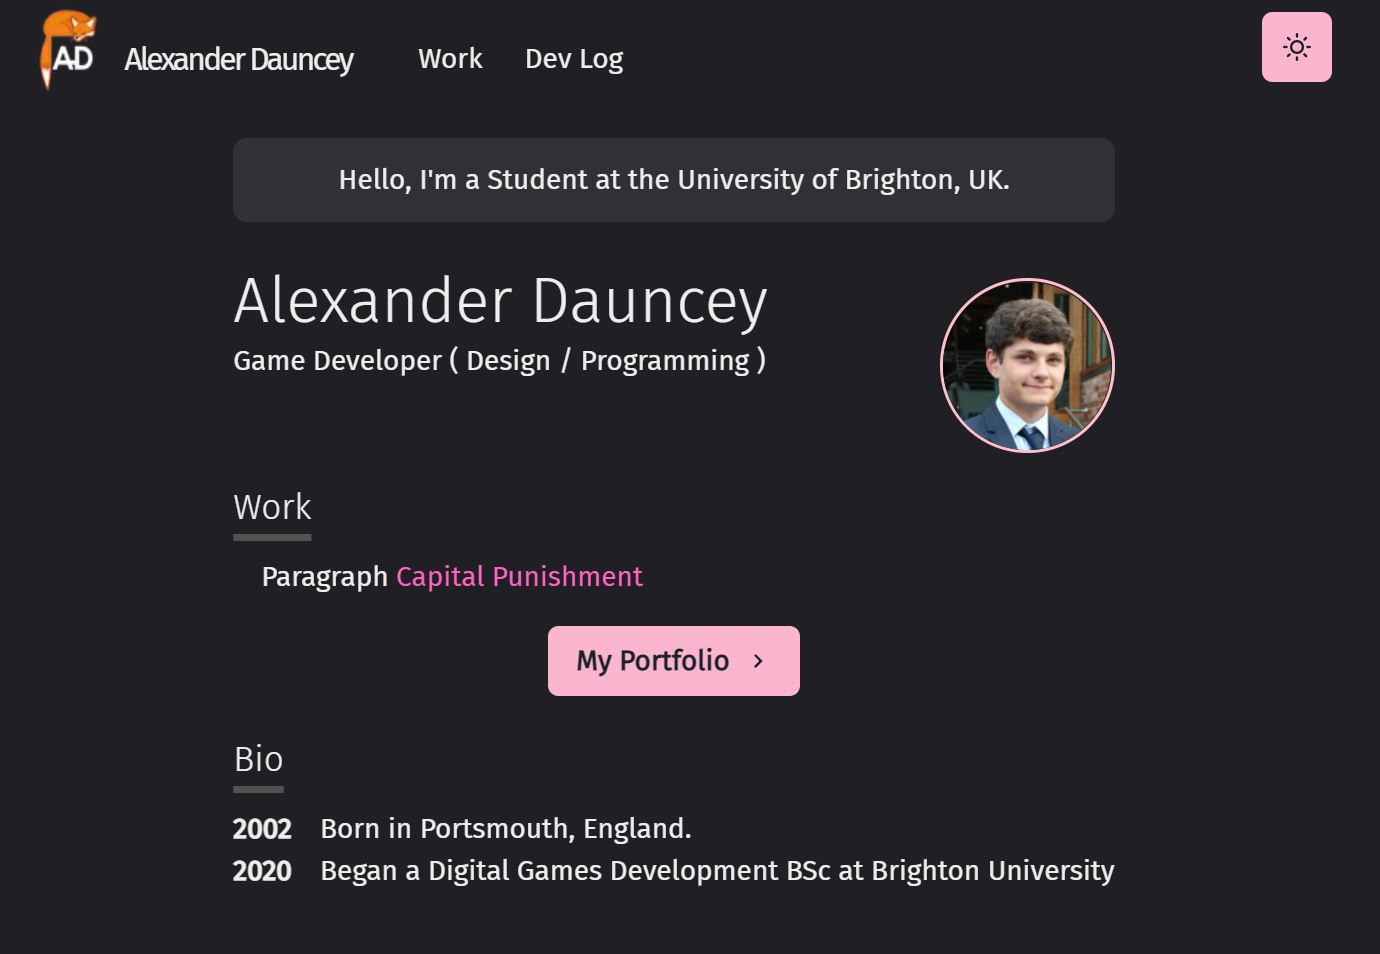 AD
Alexander Dauncey
Work
Dev Log
Hello, I'm a Student at the University of Brighton, UK.
Alexander Dauncey
Game Developer ( Design / Programming )
Work
Paragraph Capital Punishment
My Portfolio
Bio
2002 Born in Portsmouth, England.
2020 Began a Digital Games Development BSc at Brighton University